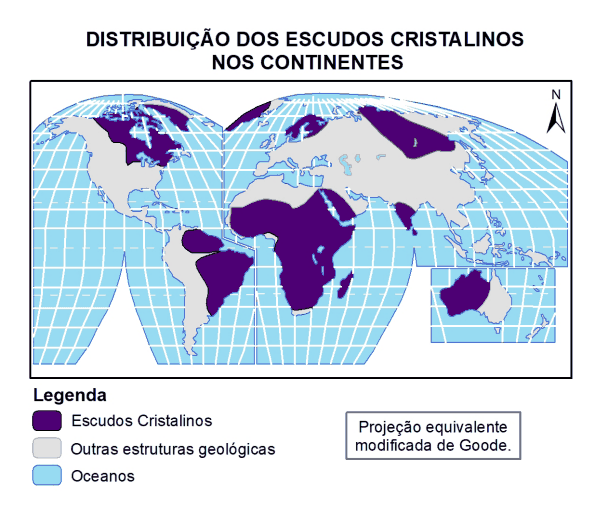 DISTRIBUIÇÃO DOS ESCUDOS CRISTALINOS
NOS CONTINENTES
N
Legenda
Escudos Cristalinos
Outras estruturas geológicas
Oceanos
Projeção equivalente
modificada de Goode.